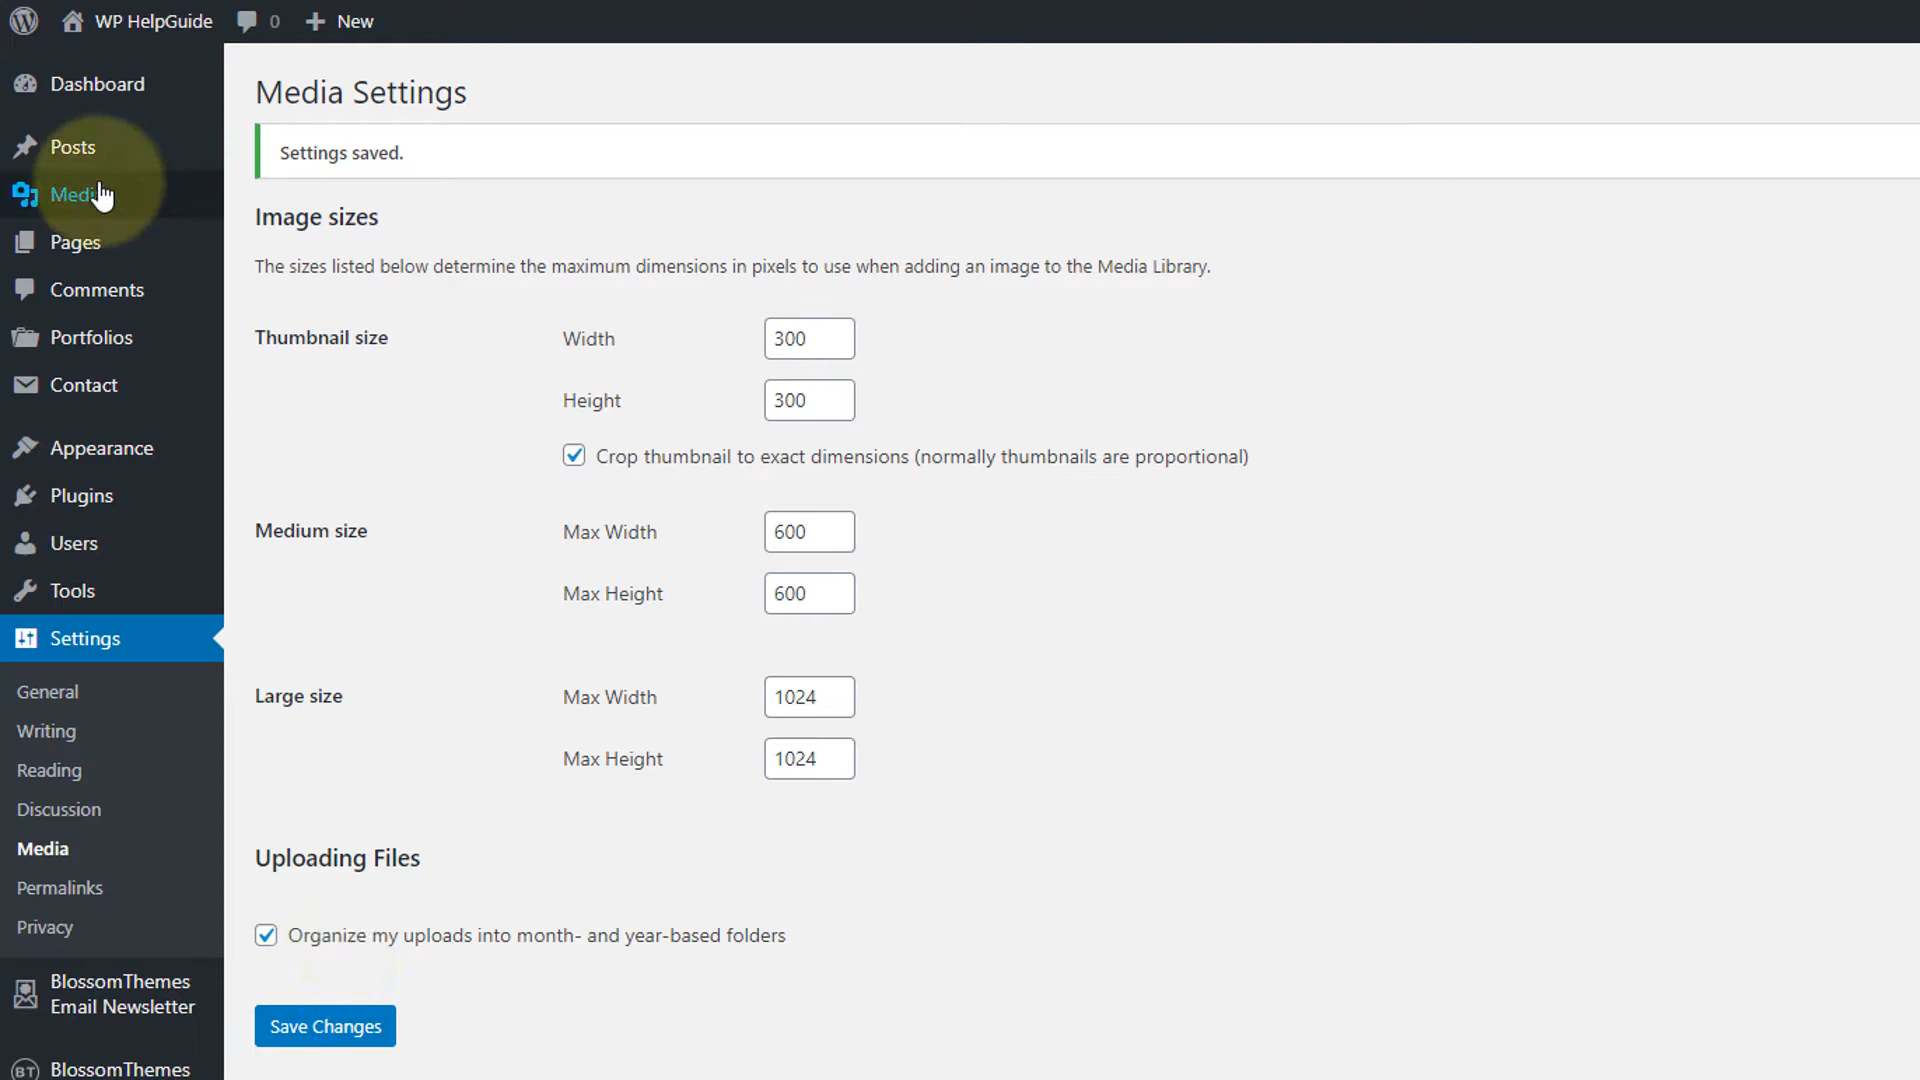 WP HelpGuide 0 New
Dashboard
Posts
Pages
Comments
Portfolios
Contact
Appearance
Plugins
Users
Tools
Settings
General
Writing
Reading
Discussion
Media
Permalinks
Privacy
BlossomThemes
Email Newsletter
BT BlossomThemes
Media Settings
Settings saved.
Image sizes
The sizes listed below determine the maximum dimensions in pixels to use when adding an image to the Media Library.
Thumbnail size Width 300
Height 300
Crop thumbnail to exact dimensions (normally thumbnails are proportional)
Medium size Max Width 600
Max Height 600
Large size Max Width 1024
Max Height 1024
Uploading Files
Organize my uploads into month- and year-based folders
Save Changes